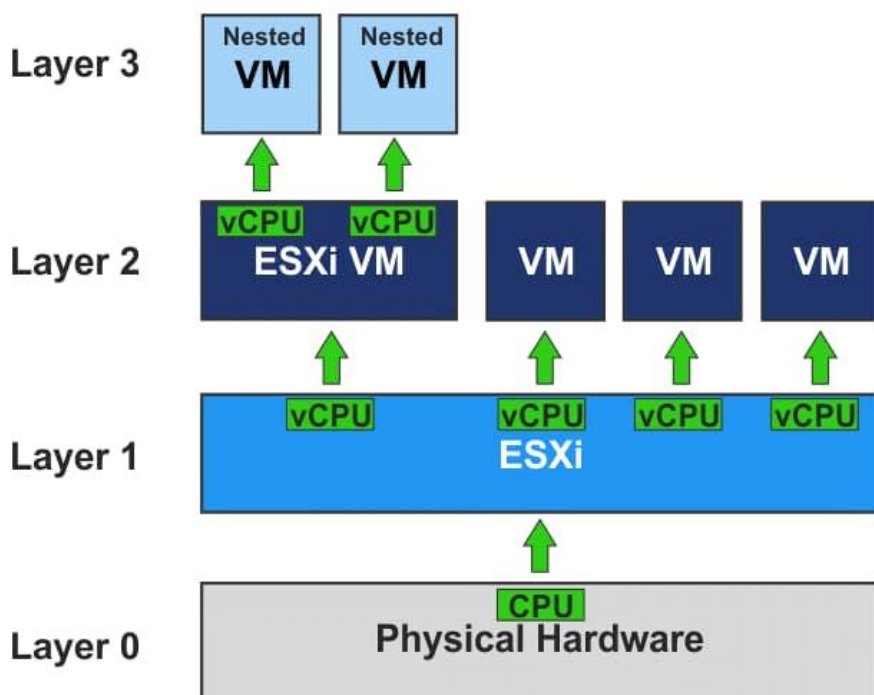 Layer 3
Nested
VM
Nested
VM
Layer 2
vCPU
vCPU
ESXi VM
VM
VM
VM
Layer 1
vCPU
vCPU
vCPU
vCPU
ESXi
Layer 0
CPU
Physical Hardware